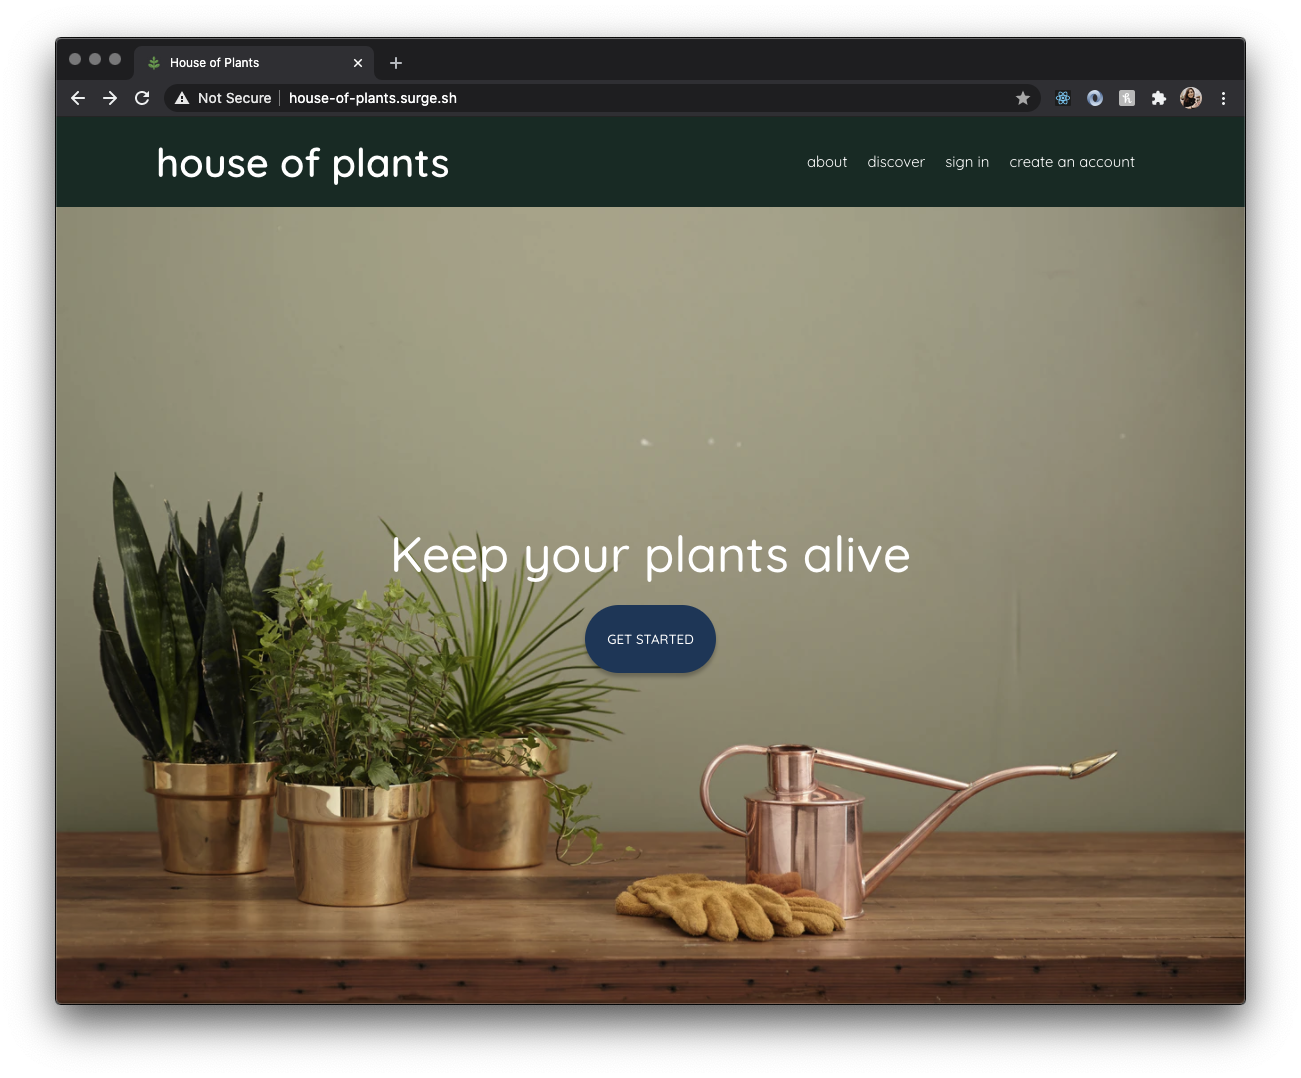 House of Plants
Not Secure | house-of-plants.surge.sh
house of plants
about discover sign in create an account
Keep your plants alive
GET STARTED